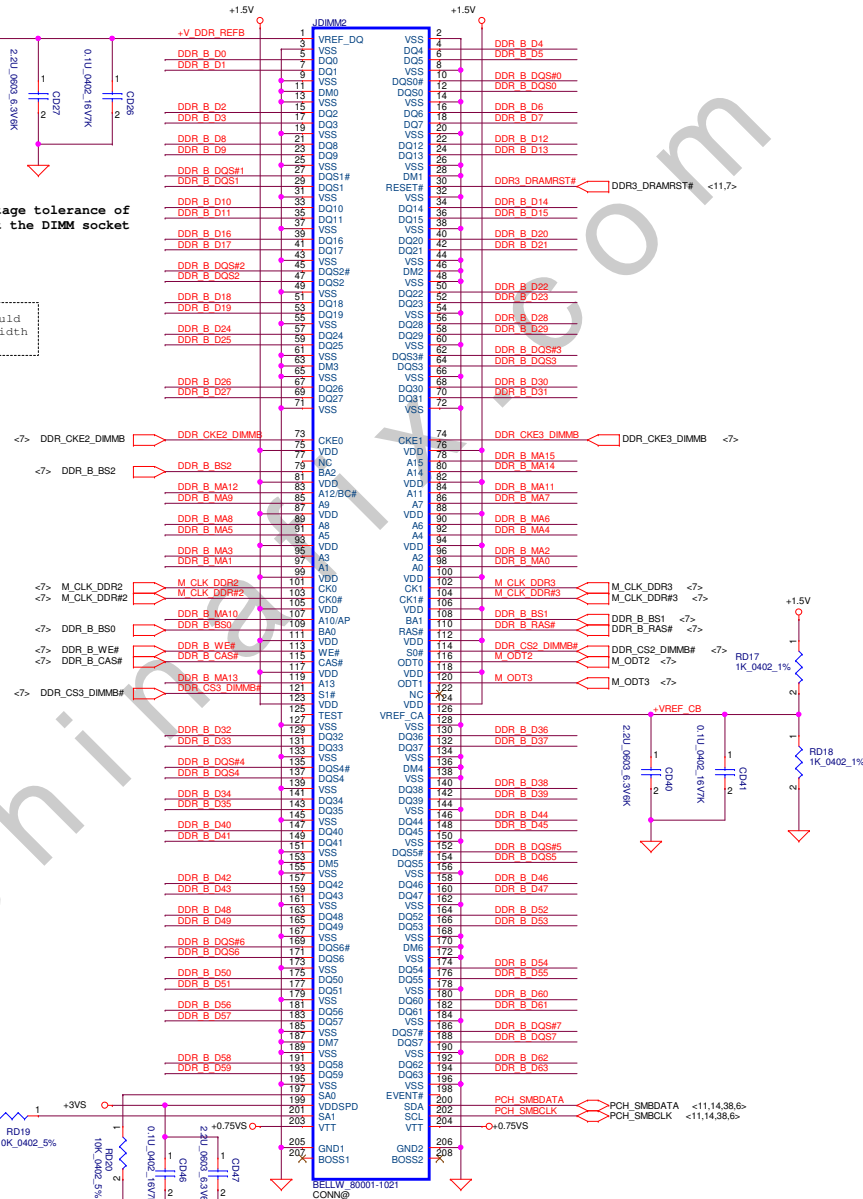 +1.5V +1.5V
JDIMM2
+V_DDR_REFB 1 VREF_DQ VSS 2
3 VSS DQ4 4 DDR_B_D4
DDR_B_D0 5 DQ0 DQ5 6 DDR_B_D5
DDR_B_D1 7 DQ1 VSS 8
9 VSS DQS0# 10 DDR_B_DQS#0
11 DM0 DQS0 12 DDR_B_DQS0
13 VSS VSS 14
DDR_B_D2 15 DQ2 DQ6 16 DDR_B_D6
DDR_B_D3 17 DQ3 DQ7 18 DDR_B_D7
19 VSS VSS 20
DDR_B_D8 21 DQ8 DQ12 22 DDR_B_D12
DDR_B_D9 23 DQ9 DQ13 24 DDR_B_D13
25 VSS VSS 26
DDR_B_DQS#1 27 DQS1# DM1 28
DDR_B_DQS1 29 DQS1 RESET# 30 DDR3_DRAMRST# DDR3_DRAMRST# <11,7>
31 VSS VSS 32
DDR_B_D10 33 DQ10 DQ14 34 DDR_B_D14
DDR_B_D11 35 DQ11 DQ15 36 DDR_B_D15
37 VSS VSS 38
DDR_B_D16 39 DQ16 DQ20 40 DDR_B_D20
DDR_B_D17 41 DQ17 DQ21 42 DDR_B_D21
43 VSS VSS 44
DDR_B_DQS#2 45 DQS2# DM2 46
DDR_B_DQS2 47 DQS2 VSS 48
49 VSS DQ22 50 DDR_B_D22
DDR_B_D18 51 DQ18 DQ23 52 DDR_B_D23
DDR_B_D19 53 DQ19 VSS 54
55 VSS DQ28 56 DDR_B_D28
DDR_B_D24 57 DQ24 DQ29 58 DDR_B_D29
DDR_B_D25 59 DQ25 VSS 60
61 VSS DQS3# 62 DDR_B_DQS#3
63 DM3 DQS3 64 DDR_B_DQS3
65 VSS VSS 66
DDR_B_D26 67 DQ26 DQ30 68 DDR_B_D30
DDR_B_D27 69 DQ27 DQ31 70 DDR_B_D31
71 VSS VSS 72
<7> DDR_CKE2_DIMMB DDR_CKE2_DIMMB 73 CKE0 CKE1 74 DDR_CKE3_DIMMB DDR_CKE3_DIMMB <7>
75 VDD VDD 76
77 NC A15 78 DDR_B_MA15
<7> DDR_B_BS2 DDR_B_BS2 79 BA2 A14 80 DDR_B_MA14
81 VDD VDD 82
DDR_B_MA12 83 A12/BC# A11 84 DDR_B_MA11
DDR_B_MA9 85 A9 A7 86 DDR_B_MA7
87 VDD VDD 88
DDR_B_MA8 89 A8 A6 90 DDR_B_MA6
DDR_B_MA5 91 A5 A4 92 DDR_B_MA4
93 VDD VDD 94
DDR_B_MA3 95 A3 A2 96 DDR_B_MA2
DDR_B_MA1 97 A1 A0 98 DDR_B_MA0
99 VDD VDD 100
<7> M_CLK_DDR2 M_CLK_DDR2 101 CK0 CK1 102 M_CLK_DDR3 M_CLK_DDR3 <7>
<7> M_CLK_DDR#2 M_CLK_DDR#2 103 CK0# CK1# 104 M_CLK_DDR#3 M_CLK_DDR#3 <7>
105 VDD VDD 106
DDR_B_MA10 107 A10/AP BA1 108 DDR_B_BS1 DDR_B_BS1 <7>
<7> DDR_B_BS0 DDR_B_BS0 109 BA0 RAS# 110 DDR_B_RAS# DDR_B_RAS# <7>
111 VDD VDD 112
<7> DDR_B_WE# DDR_B_WE# 113 WE# S0# 114 DDR_CS2_DIMMB# DDR_CS2_DIMMB# <7>
<7> DDR_B_CAS# DDR_B_CAS# 115 CAS# ODT0 116 M_ODT2 M_ODT2 <7>
117 VDD VDD 118
DDR_B_MA13 119 A13 ODT1 120 M_ODT3 M_ODT3 <7>
<7> DDR_CS3_DIMMB# DDR_CS3_DIMMB# 121 S1# NC 122
123 VDD VDD 124
125 TEST VREF_CA 126 +VREF_CB
127 VSS VSS 128
DDR_B_D32 129 DQ32 DQ36 130 DDR_B_D36
DDR_B_D33 131 DQ33 DQ37 132 DDR_B_D37
133 VSS VSS 134
DDR_B_DQS#4 135 DQS4# DM4 136
DDR_B_DQS4 137 DQS4 VSS 138
139 VSS DQ38 140 DDR_B_D38
DDR_B_D34 141 DQ34 DQ39 142 DDR_B_D39
DDR_B_D35 143 DQ35 VSS 144
145 VSS DQ44 146 DDR_B_D44
DDR_B_D40 147 DQ40 DQ45 148 DDR_B_D45
DDR_B_D41 149 DQ41 VSS 150
151 VSS DQS5# 152 DDR_B_DQS#5
153 DM5 DQS5 154 DDR_B_DQS5
155 VSS VSS 156
DDR_B_D42 157 DQ42 DQ46 158 DDR_B_D46
DDR_B_D43 159 DQ43 DQ47 160 DDR_B_D47
161 VSS VSS 162
DDR_B_D48 163 DQ48 DQ52 164 DDR_B_D52
DDR_B_D49 165 DQ49 DQ53 166 DDR_B_D53
167 VSS VSS 168
DDR_B_DQS#6 169 DQS6# DM6 170
DDR_B_DQS6 171 DQS6 VSS 172
173 VSS DQ54 174 DDR_B_D54
DDR_B_D50 175 DQ50 DQ55 176 DDR_B_D55
DDR_B_D51 177 DQ51 VSS 178
179 VSS DQ60 180 DDR_B_D60
DDR_B_D56 181 DQ56 DQ61 182 DDR_B_D61
DDR_B_D57 183 DQ57 VSS 184
185 VSS DQS7# 186 DDR_B_DQS#7
187 DM7 DQS7 188 DDR_B_DQS7
189 VSS VSS 190
DDR_B_D58 191 DQ58 DQ62 192 DDR_B_D62
DDR_B_D59 193 DQ59 DQ63 194 DDR_B_D63
195 VSS VSS 196
197 SA0 EVENT# 198
+3VS 199 VDDSPD SDA 200 PCH_SMBDATA PCH_SMBDATA <11,14,38,6>
201 SA1 SCL 202 PCH_SMBCLK PCH_SMBCLK <11,14,38,6>
+0.75VS 203 VTT VTT 204 +0.75VS
205 GND1 GND2 206
207 BOSS1 BOSS2 208
BELLW_80001-1021
CONN@
2.2U_0603_6.3V6K 1 2 CD27
0.1U_0402_16V7K 1 2 CD26
age tolerance of
the DIMM socket
uld
idth
+1.5V
RD17 1 2
1K_0402_1%
RD18 1 2
1K_0402_1%
2.2U_0603_6.3V6K 1 2 CD40
0.1U_0402_16V7K 1 2 CD41
1
RD19
0K_0402_5%
1 RD20
10K_0402_5%
0.1U_0402_16V7 1 2 CD46
2.2U_0603_6.3V6 1 2 CD47
hinafix.com